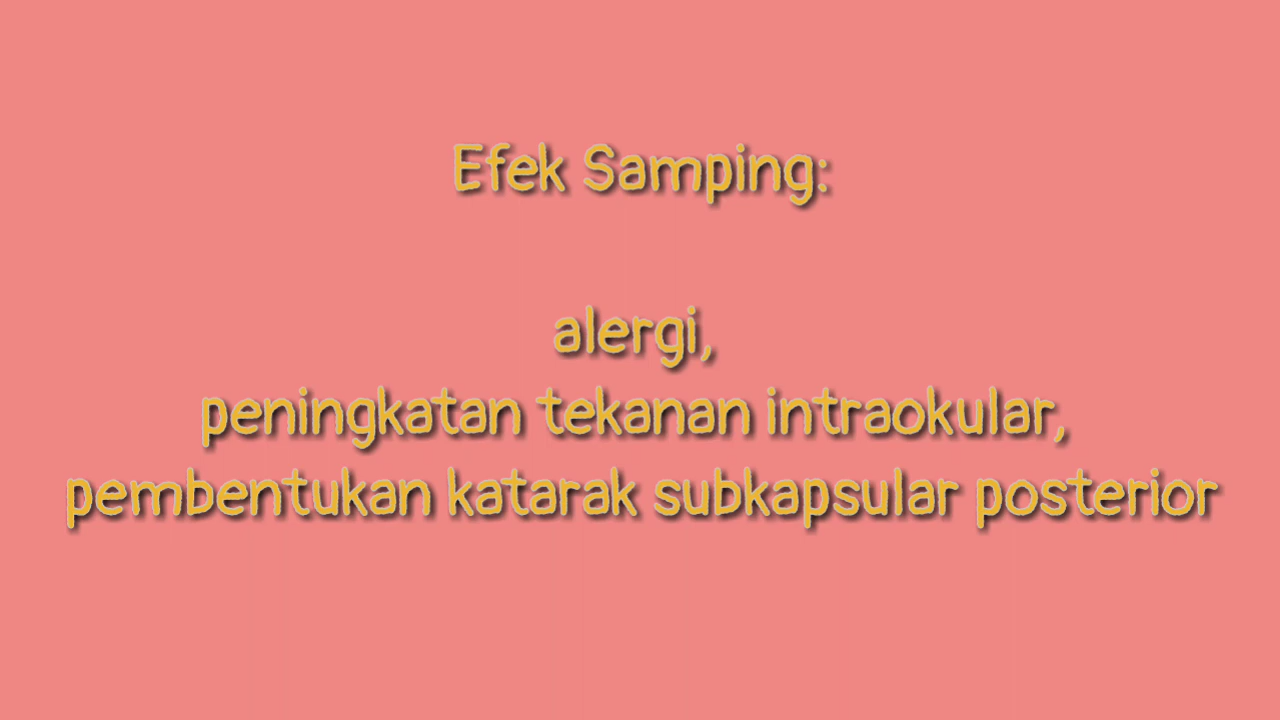 Efek Samping:
alergi,
peningkatan tekanan intraokular,
pembentukan katarak subkapsular posterior